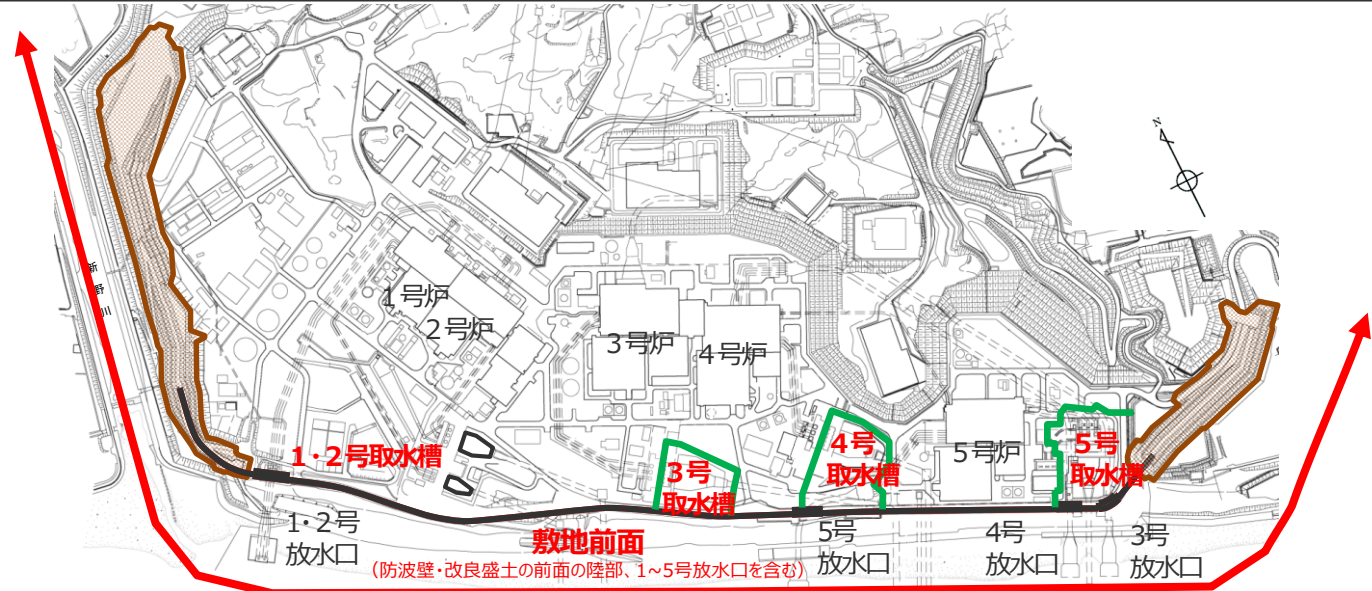 N
新野川
1号炉
2号炉
3号炉
4号炉
5号炉
1・2号取水槽
3号
取水槽
4号
取水槽
5号
取水槽
1・2号
放水口
敷地前面
(防波壁・改良盛土の前面の陸部、1~5号放水口を含む)
5号
放水口
4号
放水口
3号
放水口